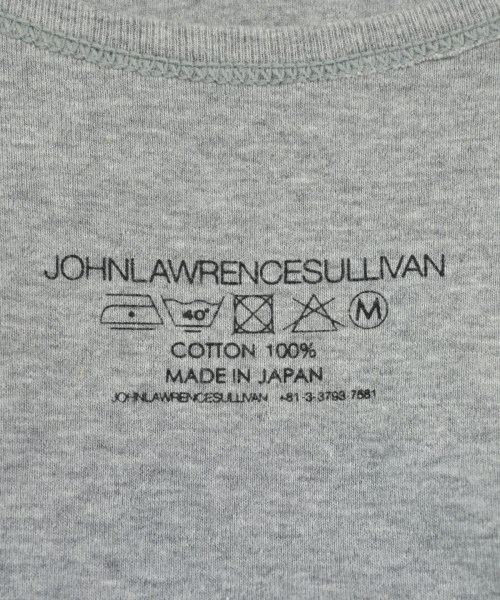 JOHNLAWRENCESULLIVAN
40° M
COTTON 100%
MADE IN JAPAN
JOHNLAWRENCESULLIVAN +81-3-3793-7561